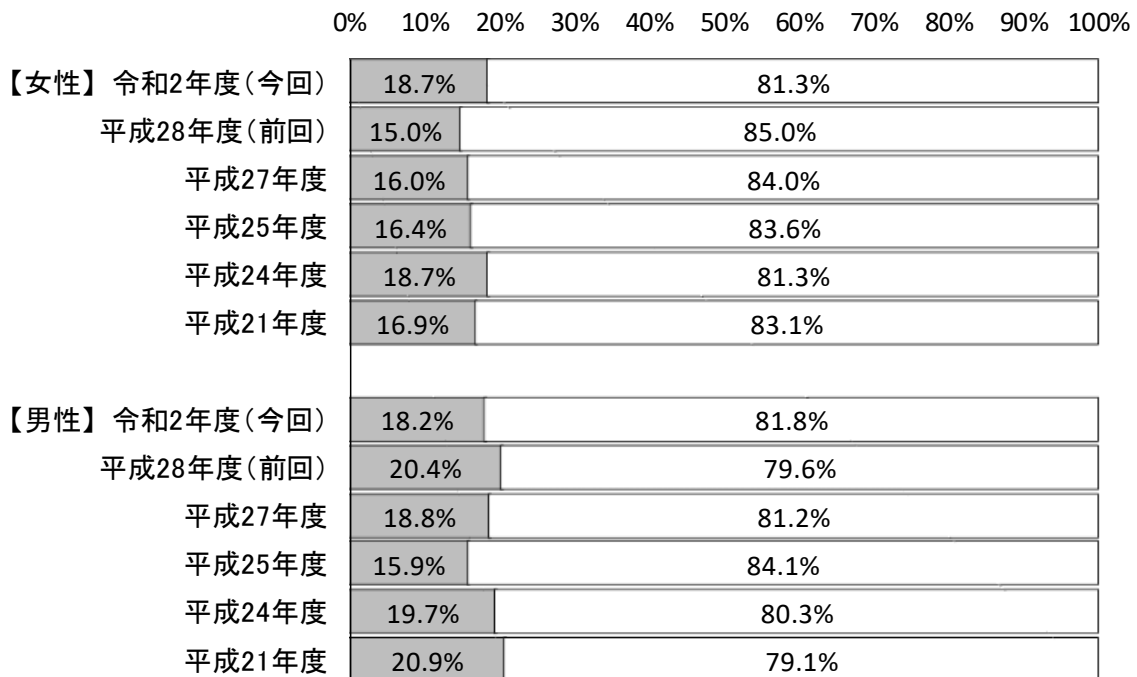 0% 10% 20% 30% 40% 50% 60% 70% 80% 90% 100%
【女性】 令和2年度(今回) 18.7% 81.3%
平成28年度(前回) 15.0% 85.0%
平成27年度 16.0% 84.0%
平成25年度 16.4% 83.6%
平成24年度 18.7% 81.3%
平成21年度 16.9% 83.1%
【男性】 令和2年度(今回) 18.2% 81.8%
平成28年度(前回) 20.4% 79.6%
平成27年度 18.8% 81.2%
平成25年度 15.9% 84.1%
平成24年度 19.7% 80.3%
平成21年度 20.9% 79.1%